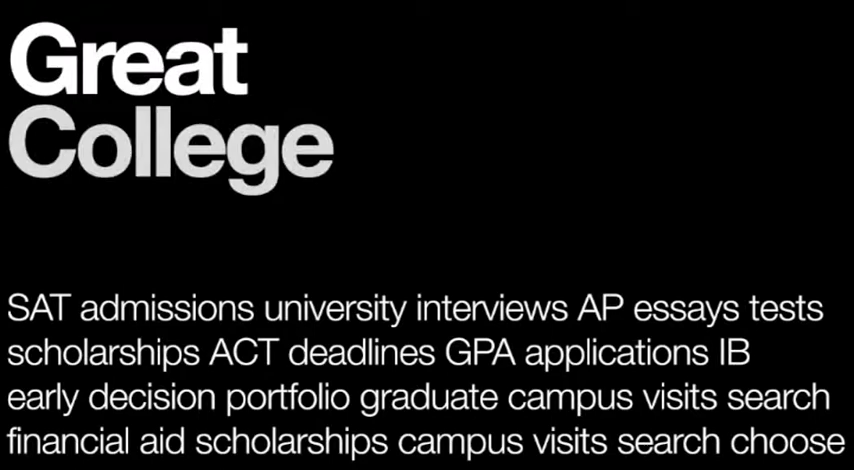 Great
College
SAT admissions university interviews AP essays tests
scholarships ACT deadlines GPA applications IB
early decision portfolio graduate campus visits search
financial aid scholarships campus visits search choose